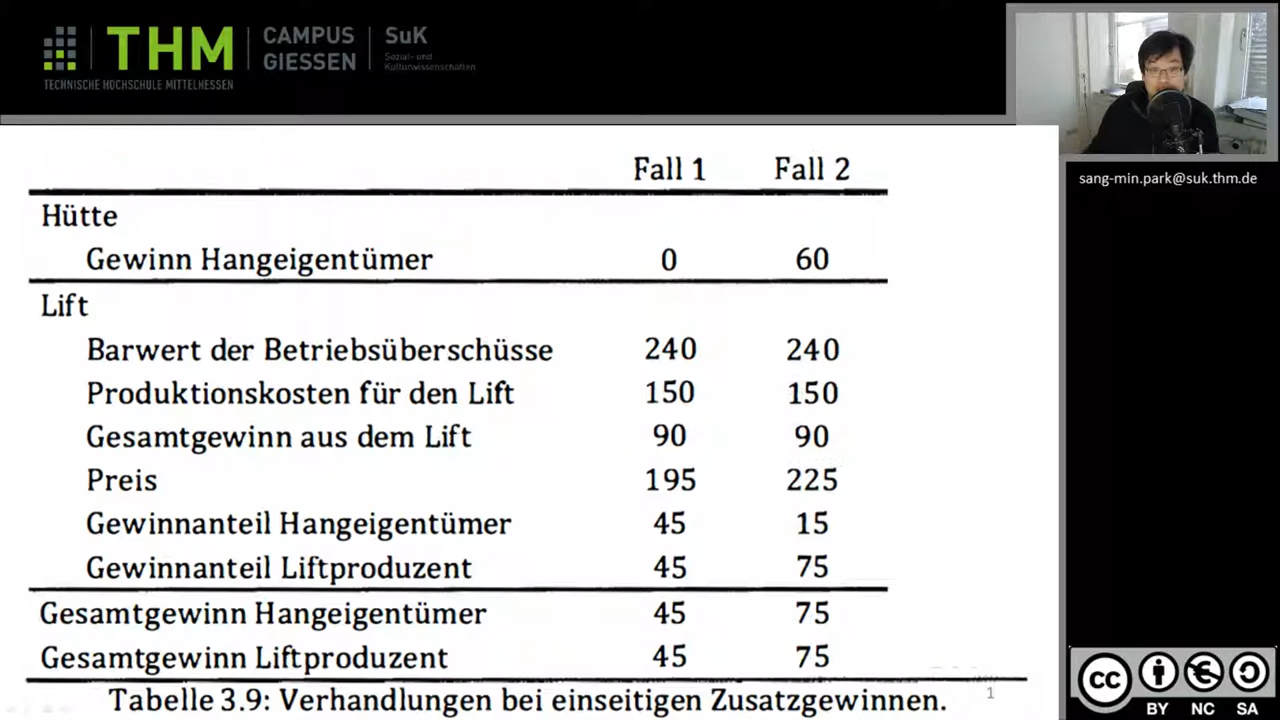 THM
CAMPUS GIESSEN
SuK
Sozial- und Kulturwissenschaften
TECHNISCHE HOCHSCHULE MITTELHESSEN
sang-min.park@suk.thm.de
Fall 1 Fall 2
Hütte
Gewinn Hangeigentümer 0 60
Lift
Barwert der Betriebsüberschüsse 240 240
Produktionskosten für den Lift 150 150
Gesamtgewinn aus dem Lift 90 90
Preis 195 225
Gewinnanteil Hangeigentümer 45 15
Gewinnanteil Liftproduzent 45 75
Gesamtgewinn Hangeigentümer 45 75
Gesamtgewinn Liftproduzent 45 75
Tabelle 3.9: Verhandlungen bei einseitigen Zusatzgewinnen.
1
cc
BY NC SA